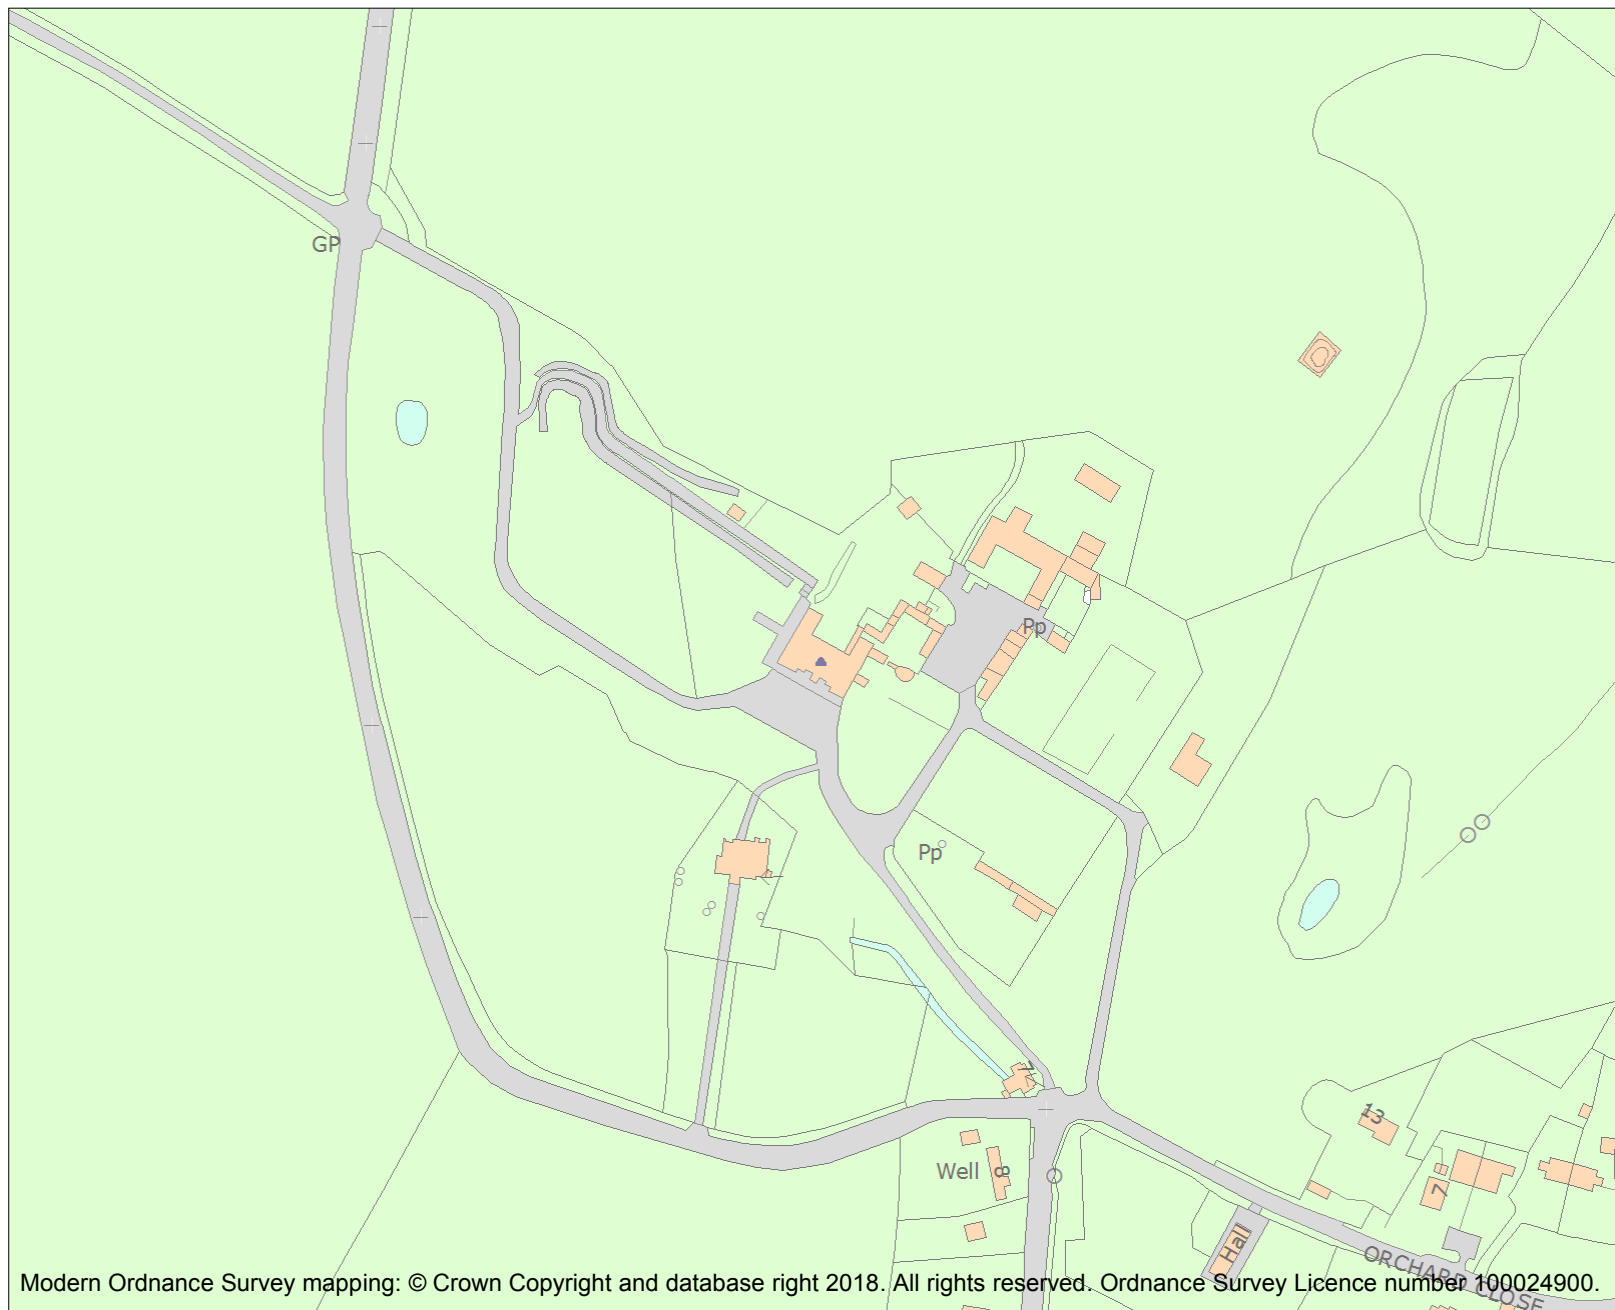 GP
Pp
Pp
7
13
Well
8
7
Hall
ORCHARD CLOSE
Modern Ordnance Survey mapping: © Crown Copyright and database right 2018. All rights reserved. Ordnance Survey Licence number 100024900.